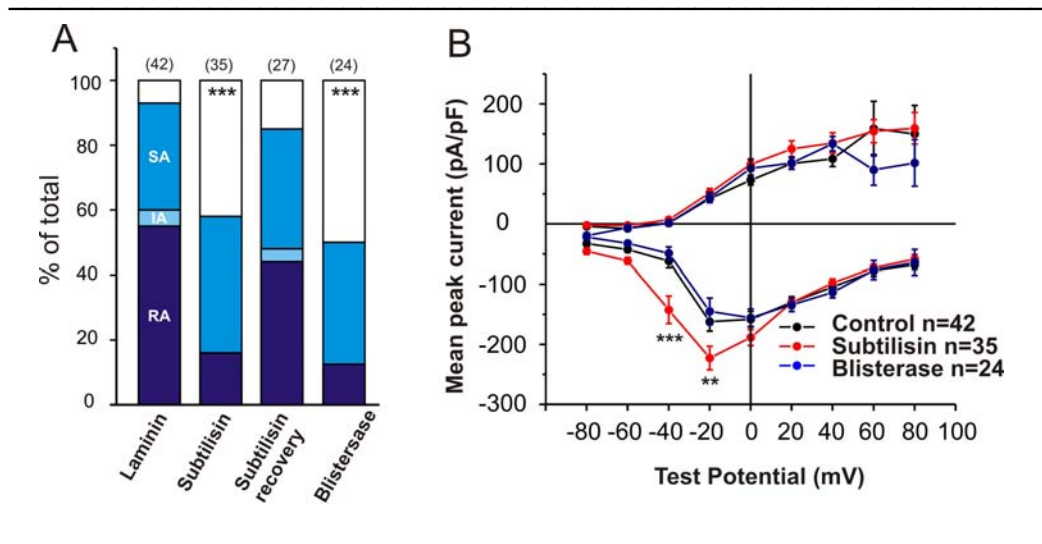 A
(42) (35) (27) (24)
100
80
60
40
20
0
% of total
*** ***
SA
IA
RA
Laminin
Subtilisin
Subtilisin
recovery
Blistersase
B
Mean peak current (pA/pF)
200
100
0
-100
-200
-300
***
**
Control n=42
Subtilisin n=35
Blisterase n=24
-80 -60 -40 -20 0 20 40 60 80 100
Test Potential (mV)